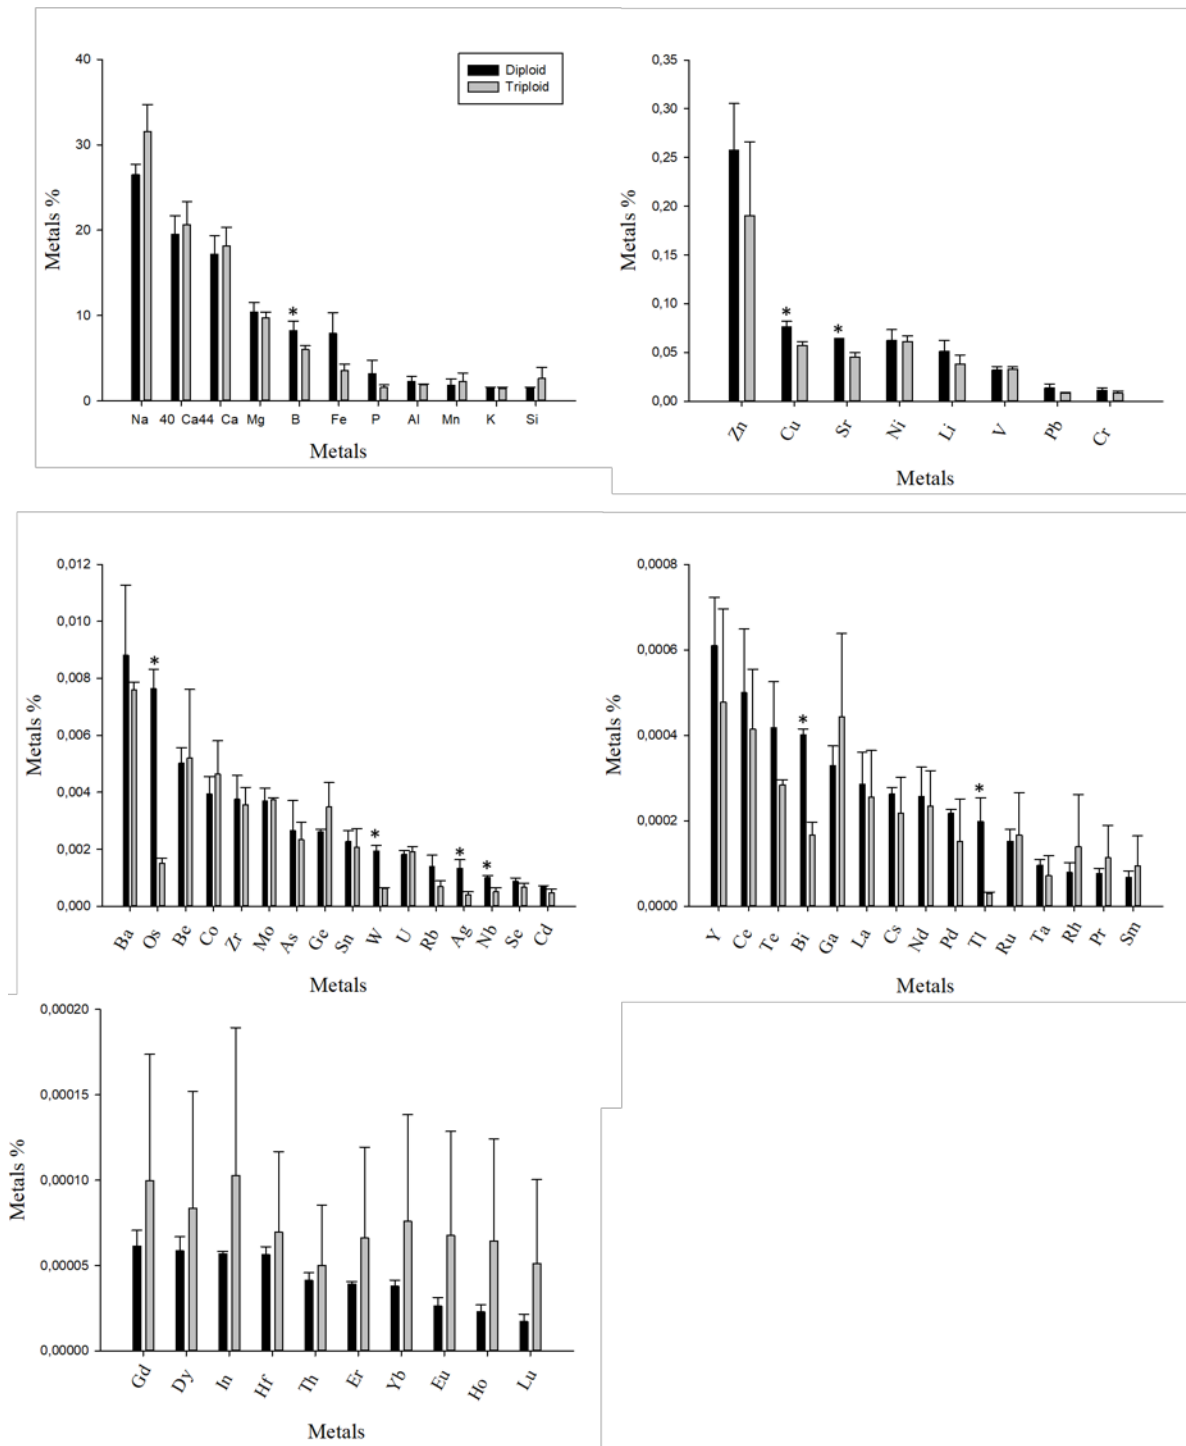 40
30
20
10
0
Metals %
Diploid
Triploid
*
Na 40 Ca44 Ca Mg B Fe P Al Mn K Si
Metals
0,35
0,30
0,25
0,20
0,15
0,10
0,05
0,00
Metals %
* *
Zn Cu Sr Ni Li V Pb Cr
Metals
0,012
0,010
0,008
0,006
0,004
0,002
0,000
Metals %
* * * *
Ba Os Be Co Zr Mo As Ge Sn W U Rb Ag Nb Se Cd
Metals
0,0008
0,0006
0,0004
0,0002
0,0000
Metals %
* *
Y Ce Te Bi Ga La Cs Nd Pd Tl Ru Ta Rh Pr Sm
Metals
0,00020
0,00015
0,00010
0,00005
0,00000
Metals %
Gd Dy In Hf Th Er Yb Eu Ho Lu
Metals